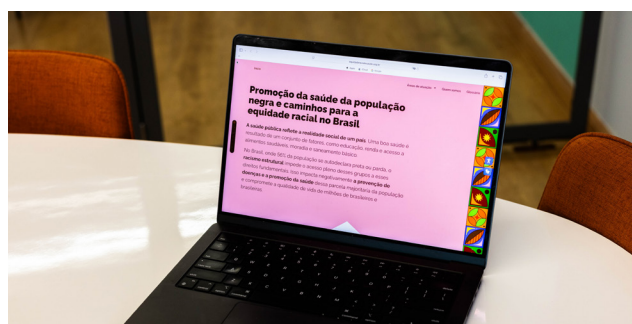 Promoção da saúde da população
negra e caminhos para a
equidade racial no Brasil
A saúde pública reflete a realidade social de um país. Uma boa saúde é
resultado de um conjunto de fatores, como educação, renda e acesso a
alimentos saudáveis, moradia e saneamento básico.
No Brasil, onde 56% da população se autodeclara preta ou parda, o
racismo estrutural impede o acesso pleno desses grupos a esses
direitos fundamentais. Isso impacta negativamente a prevenção de
doenças e a promoção da saúde dessa parcela majoritária da população
e compromete a qualidade de vida de milhões de brasileiros e
brasileiras.